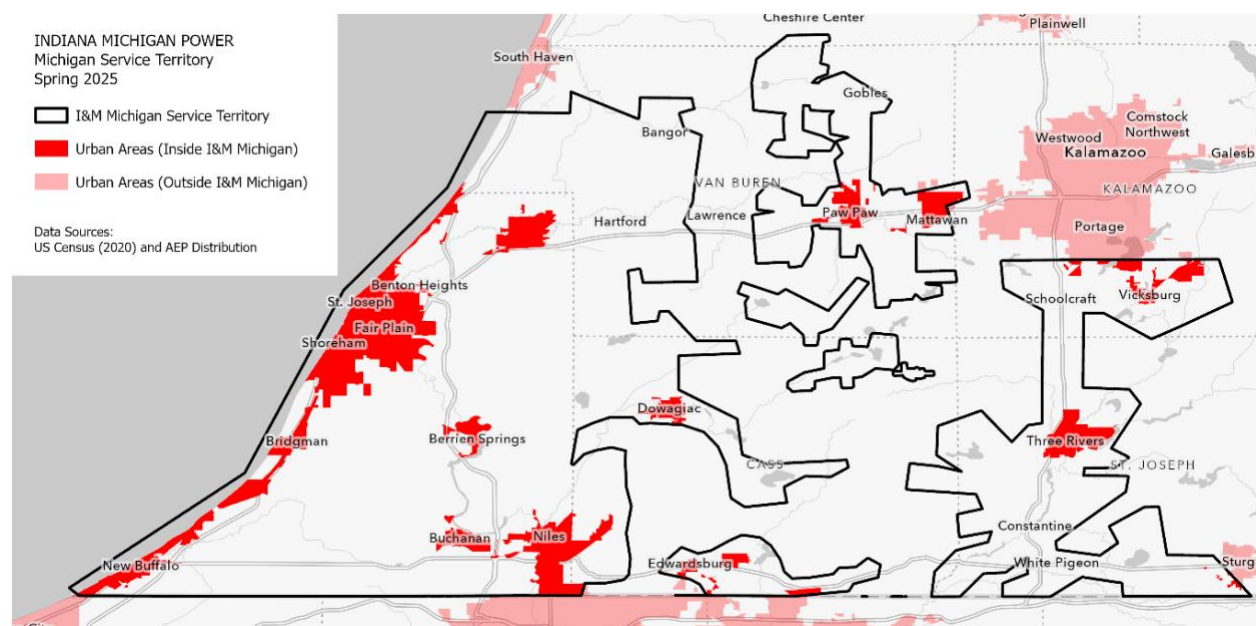 INDIANA MICHIGAN POWER
Michigan Service Territory
Spring 2025
I&M Michigan Service Territory
Urban Areas (Inside I&M Michigan)
Urban Areas (Outside I&M Michigan)
Data Sources:
US Census (2020) and AEP Distribution
Cheshire Center
Plainwell
South Haven
Gobles
Bangor
Comstock
Northwest
Westwood
Kalamazoo
Galesb
VAN BUREN
KALAMAZOO
Hartford
Lawrence
Paw Paw
Mattawan
Portage
Benton Heights
St. Joseph
Fair Plain
Shoreham
Schoolcraft
Vicksburg
Dowagiac
Bridgman
Berrien Springs
Three Rivers
CASS
ST. JOSEPH
Constantine
Buchanan
Niles
New Buffalo
Edwardsburg
White Pigeon
Sturg